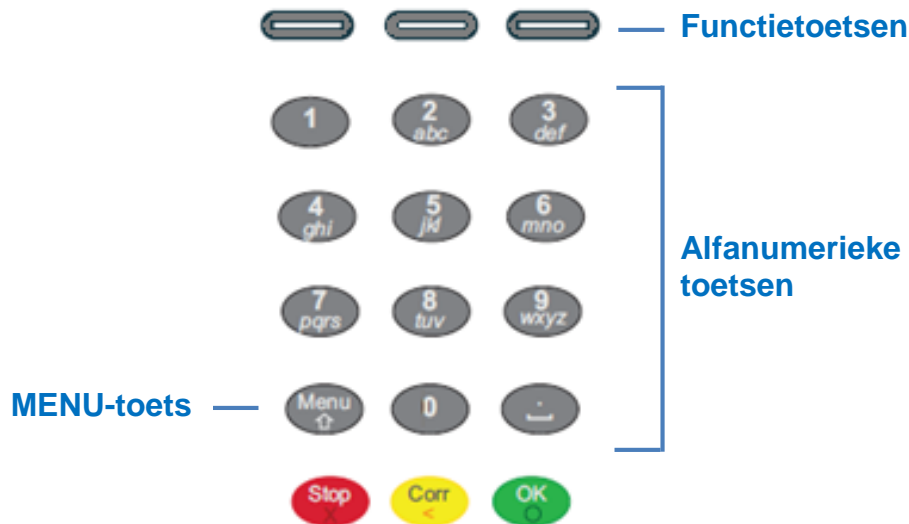 Functietoetsen
1 2 3
abc def
4 5 6
ghi jkl mno
Alfanumerieke
toetsen
7 8 9
pqrs tuv wxyz
MENU-toets
Menu 0 .
Stop Corr OK
X < O